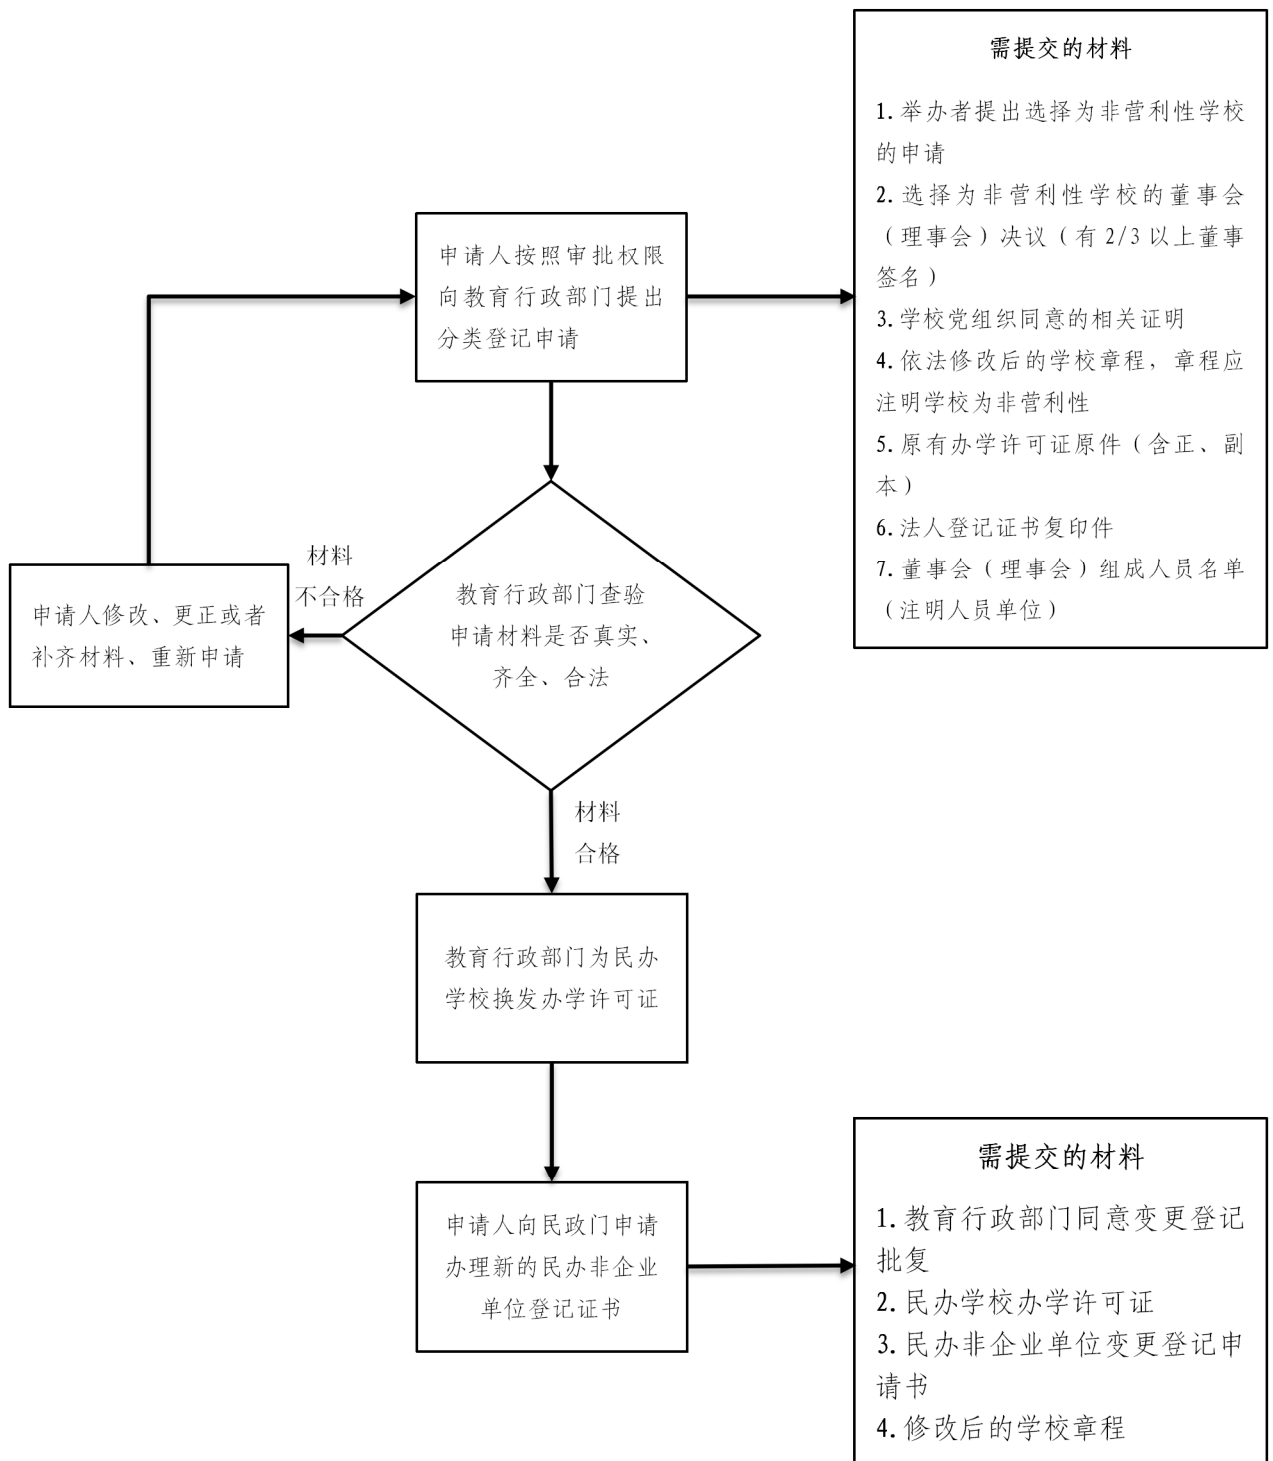 需提交的材料
1. 举办者提出选择为非营利性学校
的申请
2. 选择为非营利性学校的董事会
（理事会）决议（有 2/3 以上董事
签名）
3. 学校党组织同意的相关证明
4. 依法修改后的学校章程，章程应
注明学校为非营利性
5. 原有办学许可证原件（含正、副
本）
6. 法人登记证书复印件
7. 董事会（理事会）组成人员名单
（注明人员单位）
申请人按照审批权限
向教育行政部门提出
分类登记申请
材料
不合格
申请人修改、更正或者
补齐材料、重新申请
教育行政部门查验
申请材料是否真实、
齐全、合法
材料
合格
教育行政部门为民办
学校换发办学许可证
申请人向民政门申请
办理新的民办非企业
单位登记证书
需提交的材料
1. 教育行政部门同意变更登记
批复
2. 民办学校办学许可证
3. 民办非企业单位变更登记申
请书
4. 修改后的学校章程